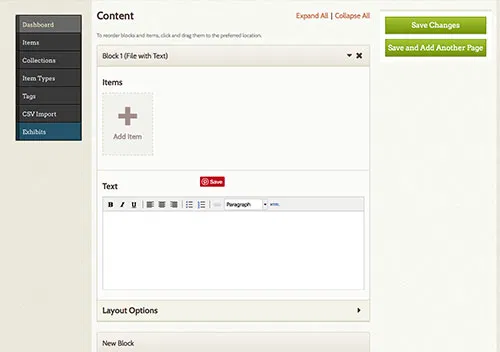 Dashboard
Items
Collections
Item Types
Tags
CSV Import
Exhibits
Content
Expand All | Collapse All
To reorder blocks and items, click and drag them to the preferred location.
Block 1 (File with Text)
Items
Add Item
Text
Save
B I U
Paragraph
HTML
Layout Options
New Block
Save Changes
Save and Add Another Page